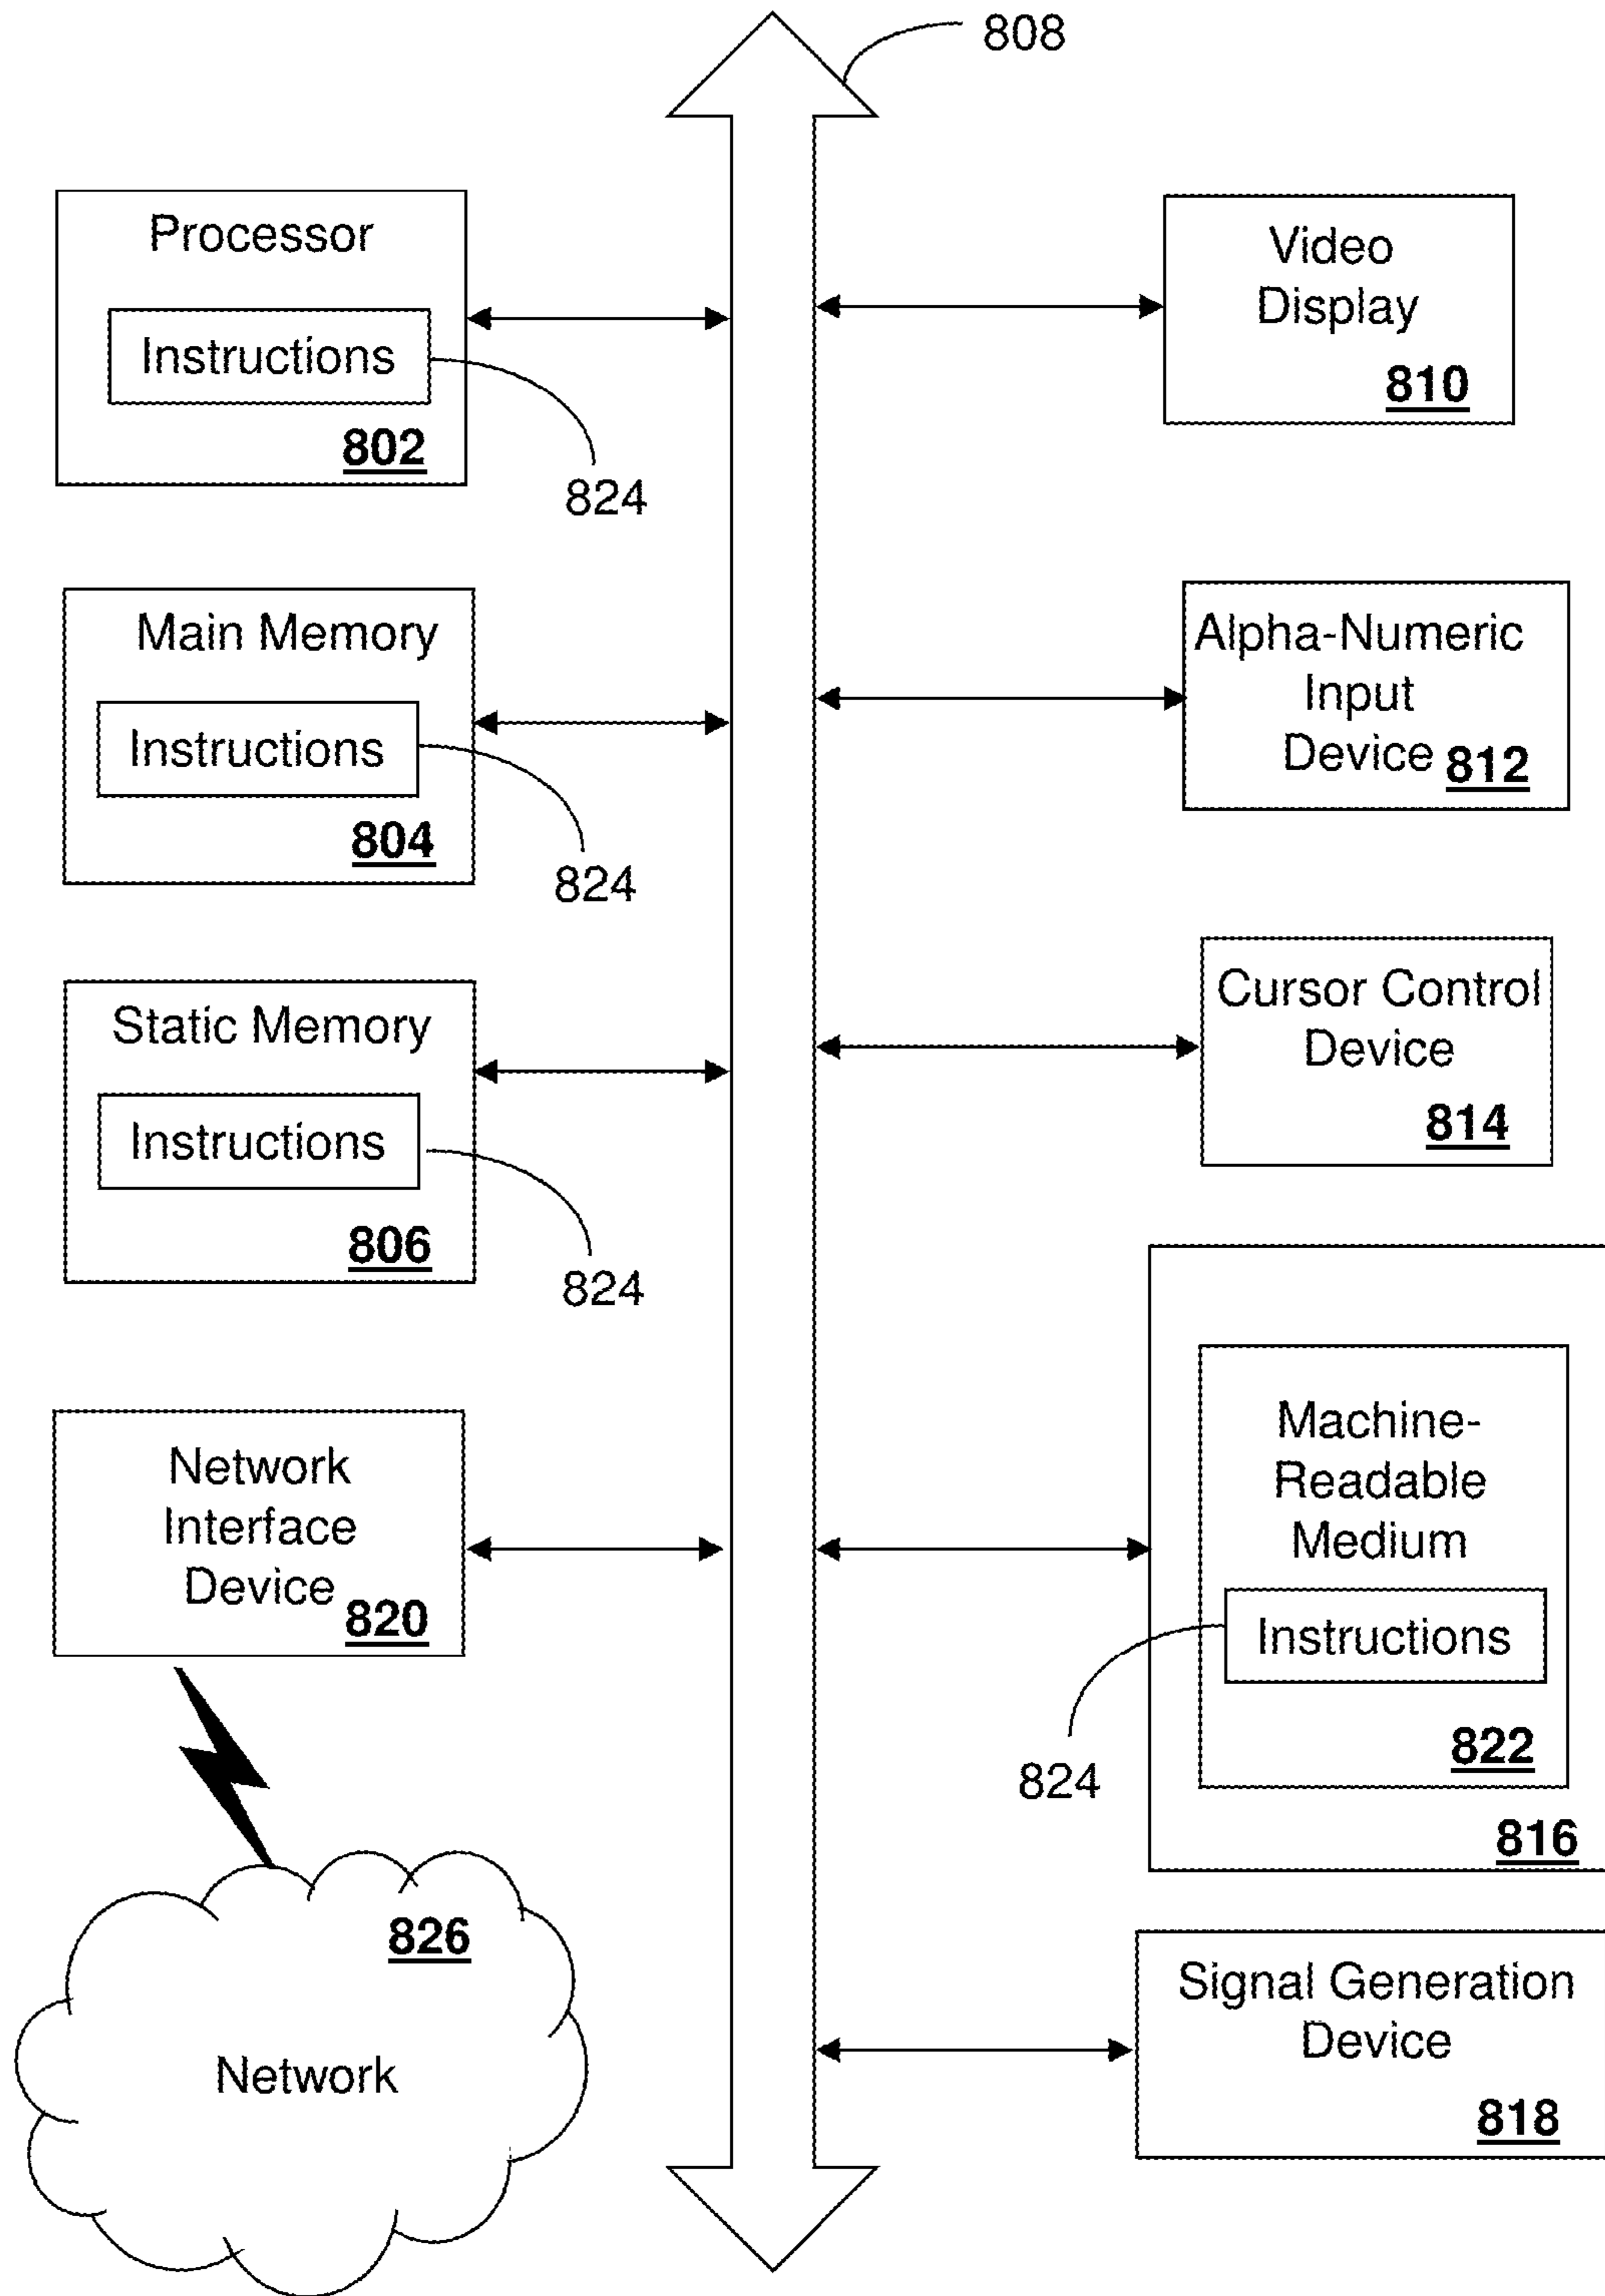 808
Processor
Instructions
802
824
Main Memory
Instructions
804
824
Static Memory
Instructions
806
824
Network
Interface
Device 820
826
Network
Video
Display
810
Alpha-Numeric
Input
Device 812
Cursor Control
Device
814
Machine-
Readable
Medium
Instructions
822
824
816
Signal Generation
Device
818